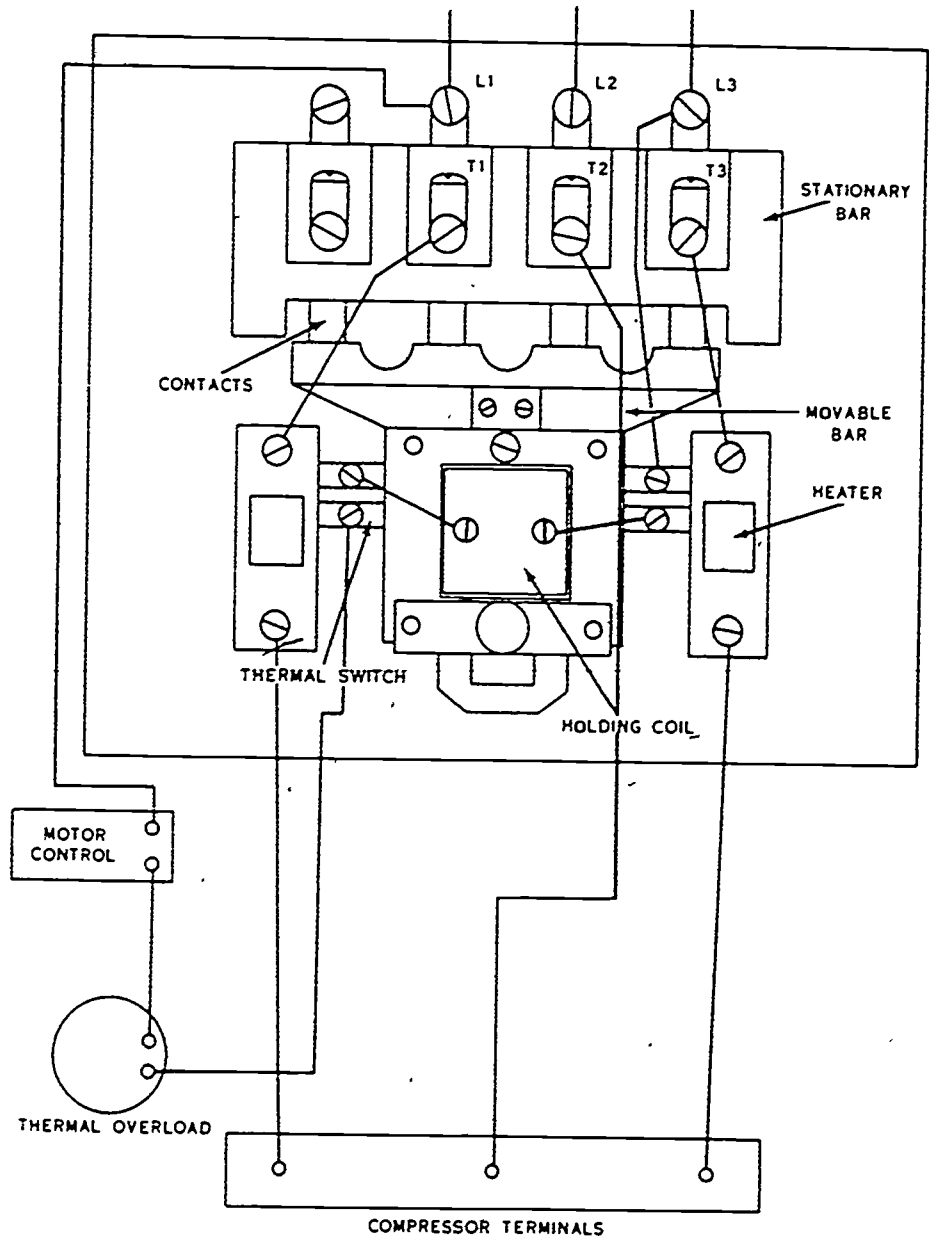 L1
L2
L3
T1
T2
T3
STATIONARY
BAR
CONTACTS
MOVABLE
BAR
HEATER
THERMAL SWITCH
HOLDING COIL
MOTOR
CONTROL
THERMAL OVERLOAD
COMPRESSOR TERMINALS